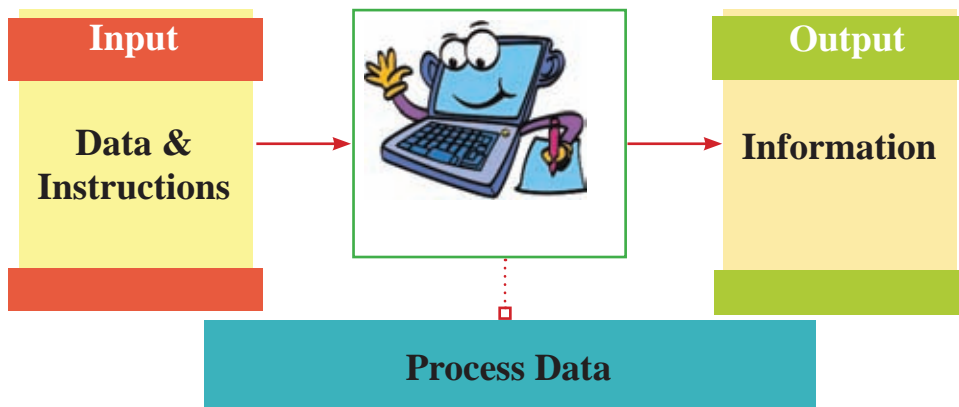 Input
Data &
Instructions
Output
Information
Process Data